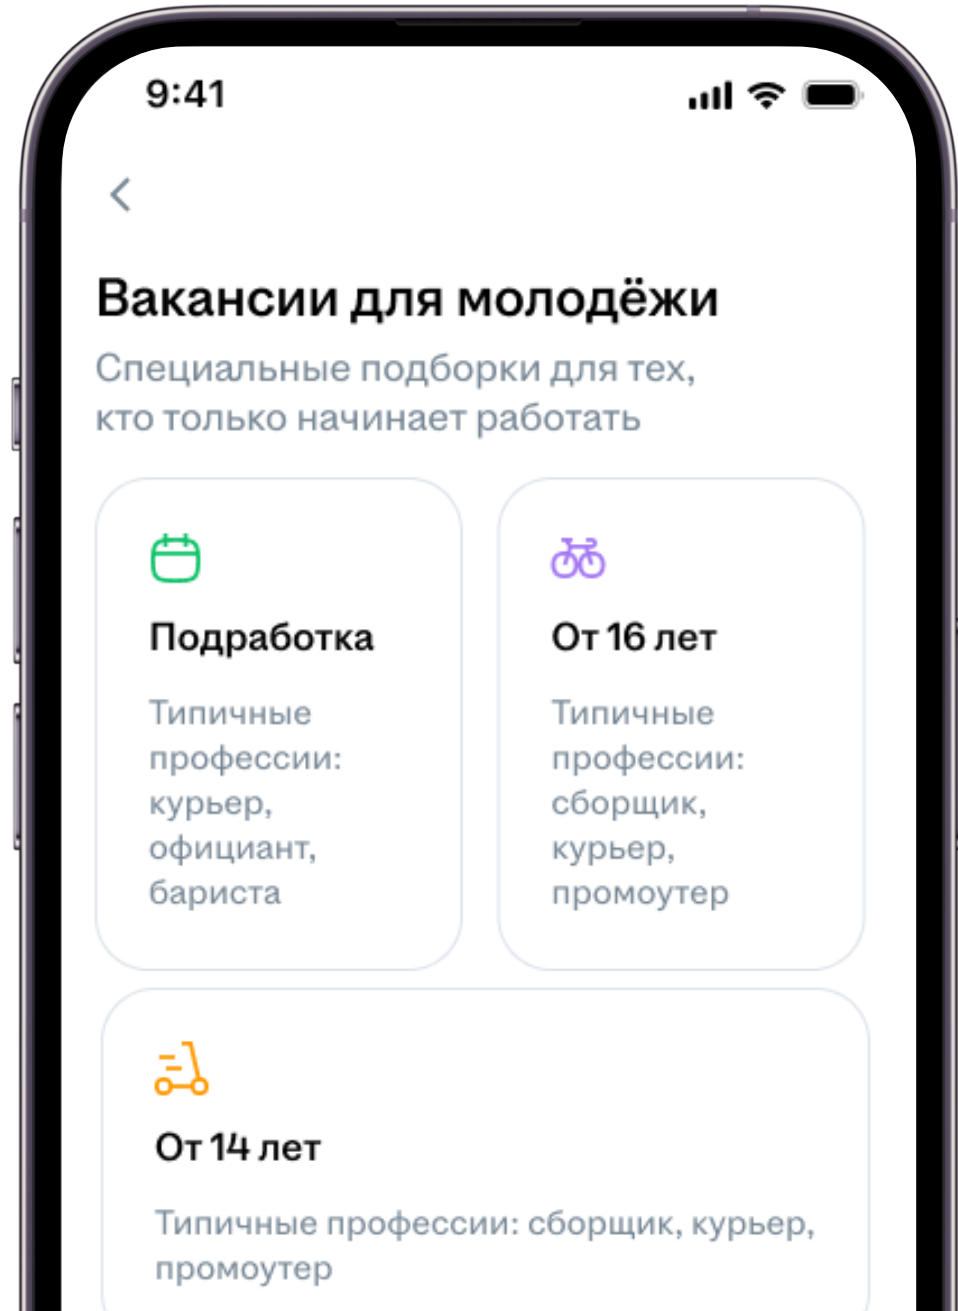 9:41
Вакансии для молодёжи
Специальные подборки для тех,
кто только начинает работать
Подработка
Типичные
профессии:
курьер,
официант,
бариста
От 16 лет
Типичные
профессии:
сборщик,
курьер,
промоутер
От 14 лет
Типичные профессии: сборщик, курьер,
промоутер